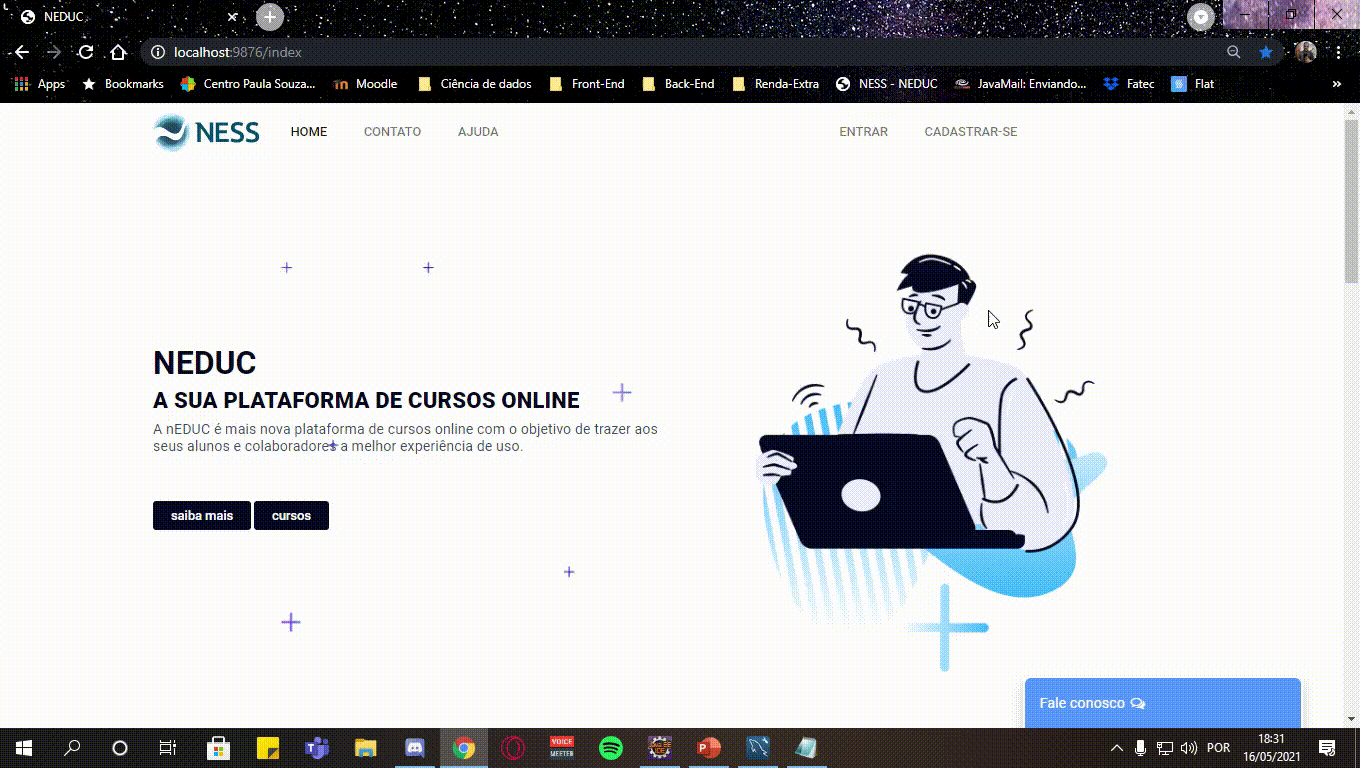 NEDUC
localhost:9876/index
Apps Bookmarks Centro Paula Souza... Moodle Ciência de dados Front-End Back-End Renda-Extra NESS - NEDUC JavaMail: Enviando... Fatec Flat »
NESS HOME CONTATO AJUDA ENTRAR CADASTRAR-SE
NEDUC
A SUA PLATAFORMA DE CURSOS ONLINE
A nEDUC é mais nova plataforma de cursos online com o objetivo de trazer aos
seus alunos e colaboradores a melhor experiência de uso.
saiba mais cursos
Fale conosco
VOICE
MEETER
POR
18:31
16/05/2021